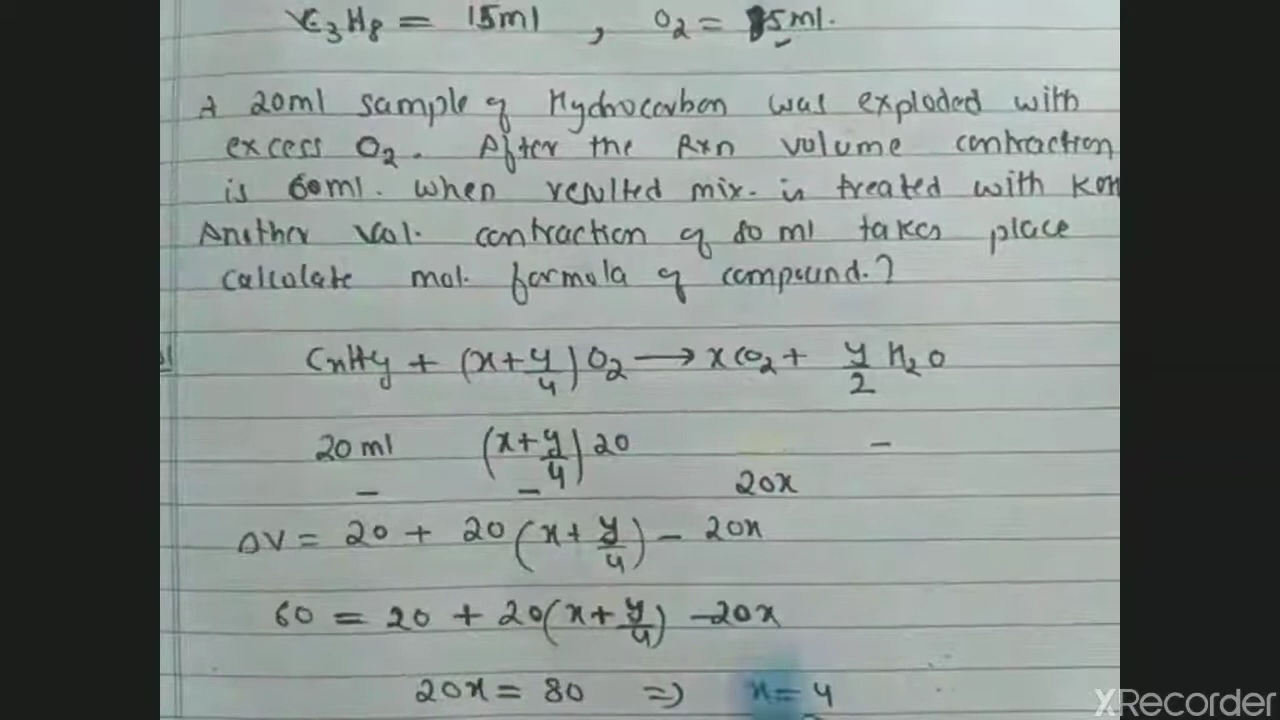 C₃H₈ = 15ml , O₂ = 85ml.
A 20ml sample of Hydrocarbon was exploded with
excess O₂. After the Rxn volume contraction
is 60ml. when resulted mix. is treated with KOH
Another Vol. contraction of 80 ml takes place
calculate mol. formula of compound.?
CxHy + (x+y/4)O₂ → xCO₂ + y/2 H₂O
20 ml (x+y/4)20 –
– – 20x
ΔV = 20 + 20(x+y/4) – 20x
60 = 20 + 20(x+y/4) –20x
20x = 80 ⇒ x = 4
XRecorder